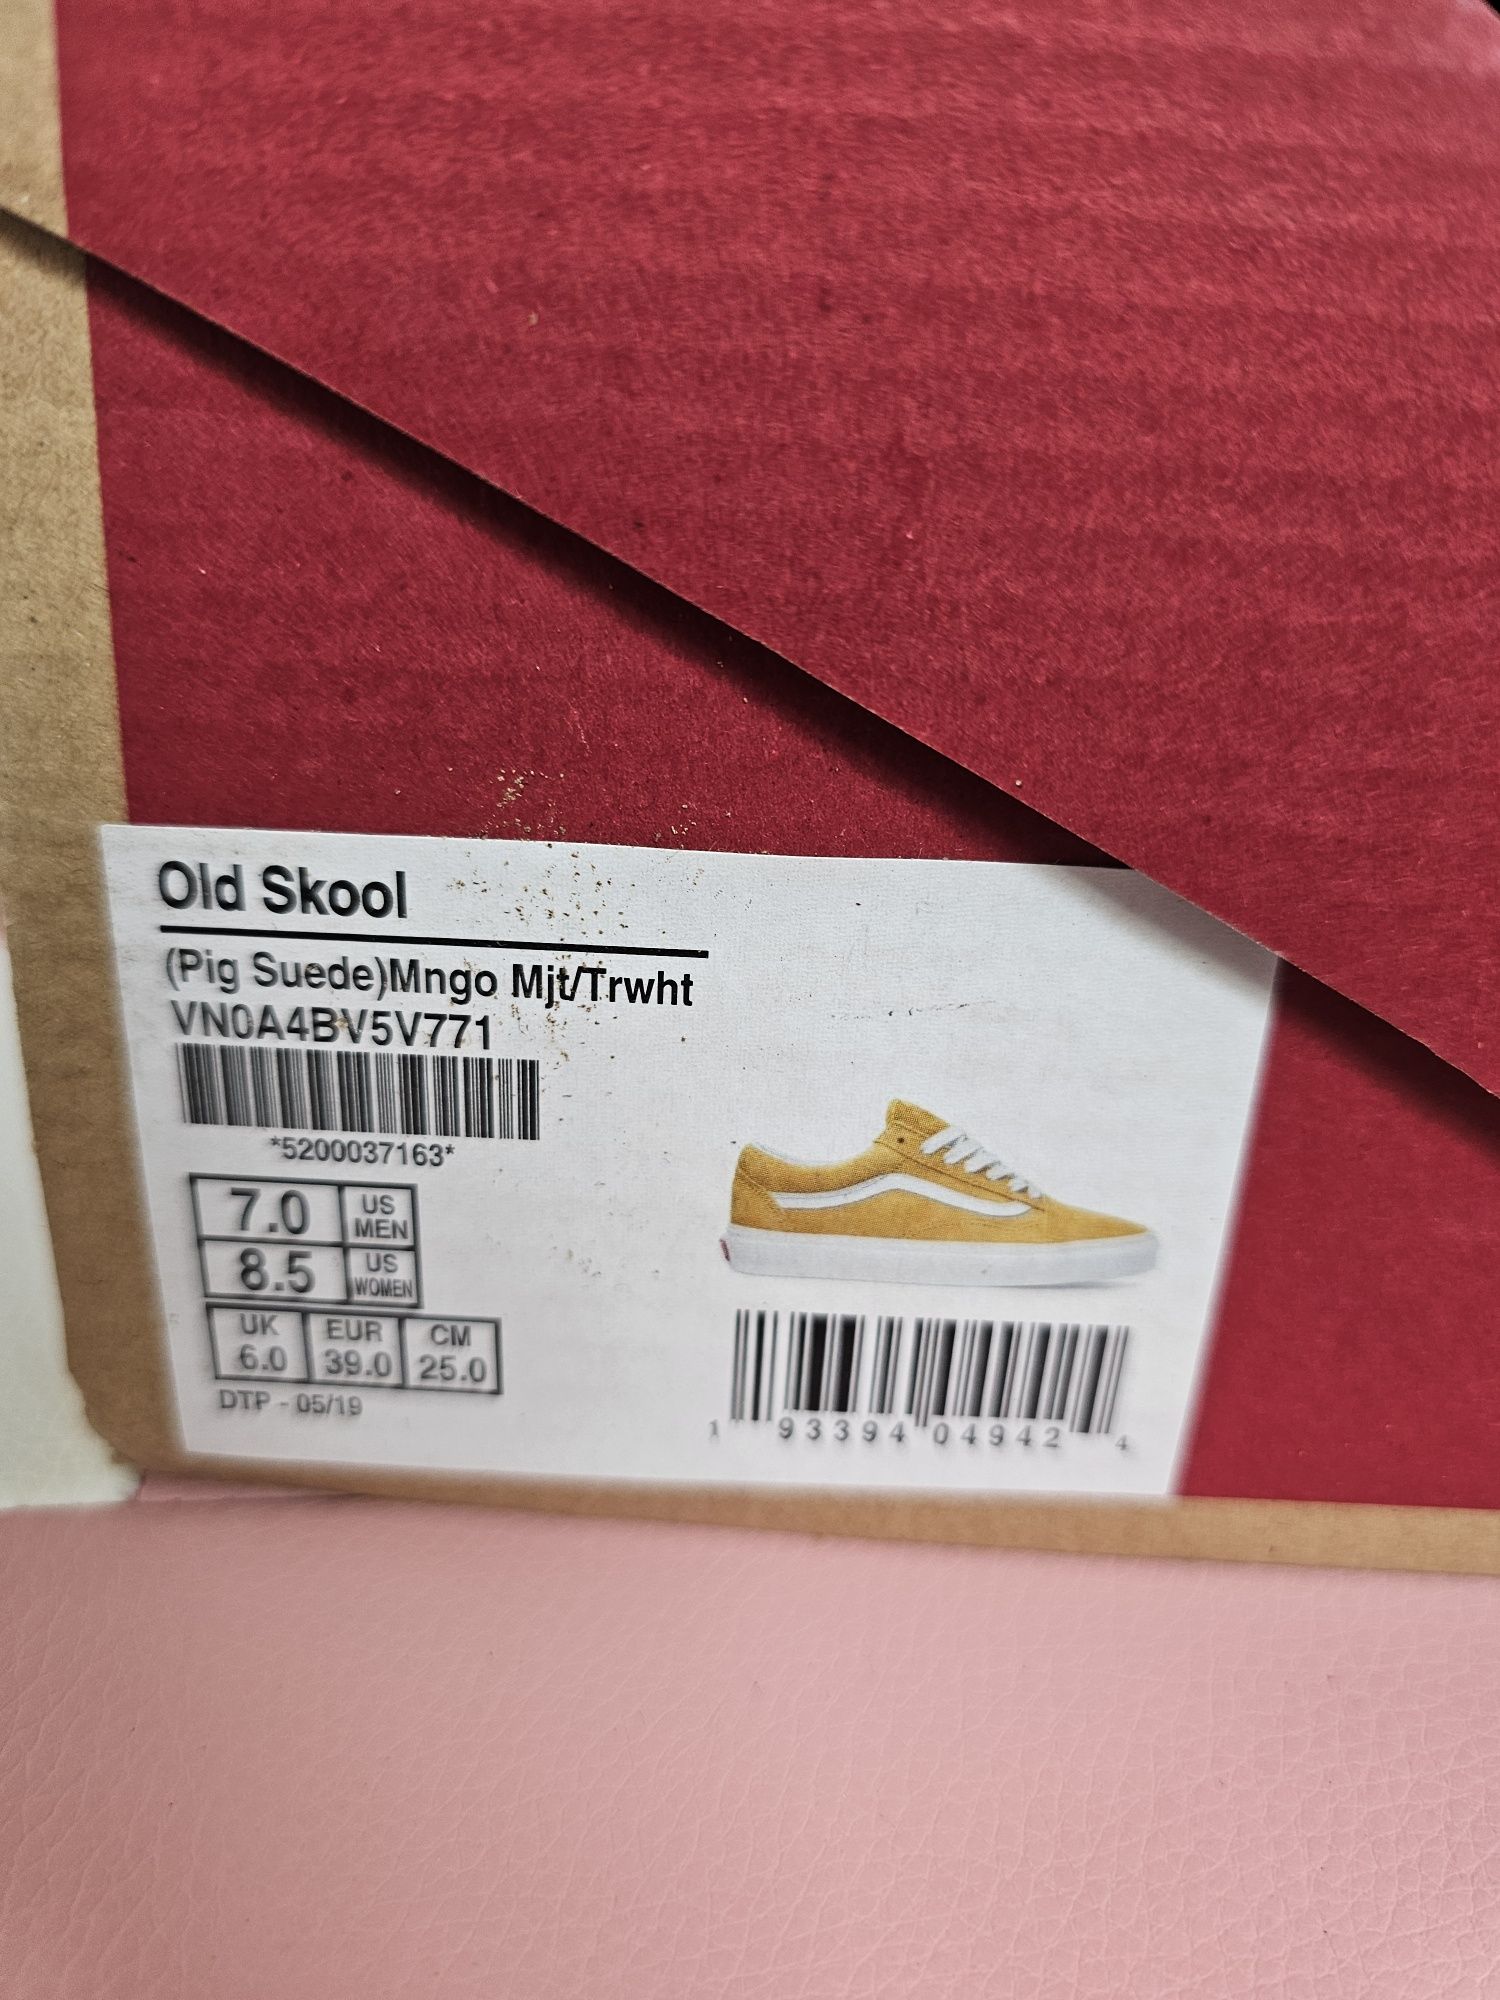 Old Skool
(Pig Suede)Mngo Mjt/Trwht
VN0A4BV5V771
*5200037163*
7.0 US MEN
8.5 US WOMEN
UK EUR CM
6.0 39.0 25.0
DTP - 05/19
1 93394 04942 4